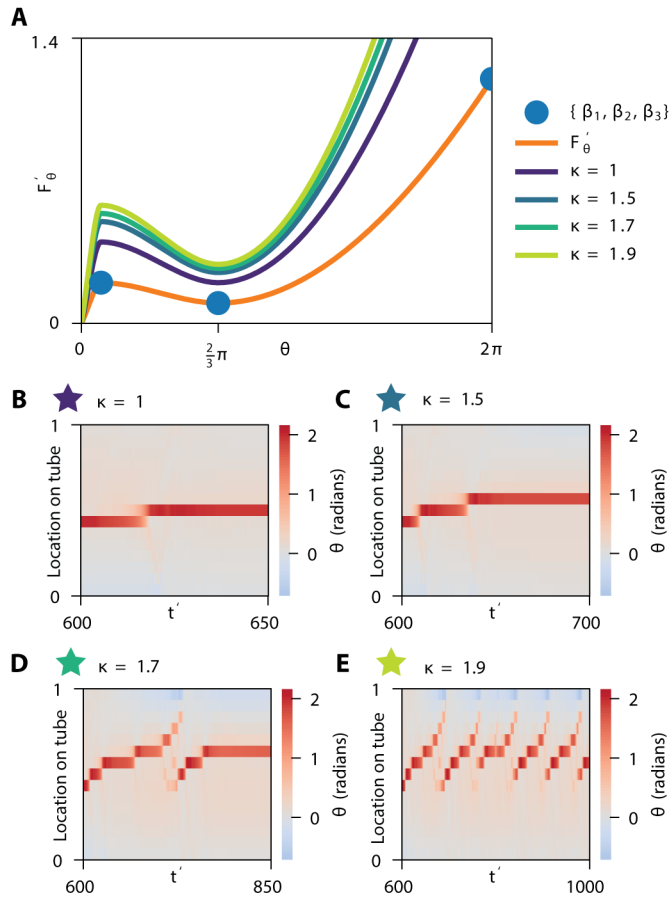 A
1.4
F′θ
0
0
2/3 π
θ
2π
{ β1, β2, β3}
F′θ
κ = 1
κ = 1.5
κ = 1.7
κ = 1.9
B
κ = 1
1
Location on tube
0
600
t′
650
2
1
0
θ (radians)
C
κ = 1.5
1
Location on tube
0
600
t′
700
2
1
0
θ (radians)
D
κ = 1.7
1
Location on tube
0
600
t′
850
2
1
0
θ (radians)
E
κ = 1.9
1
Location on tube
0
600
t′
1000
2
1
0
θ (radians)